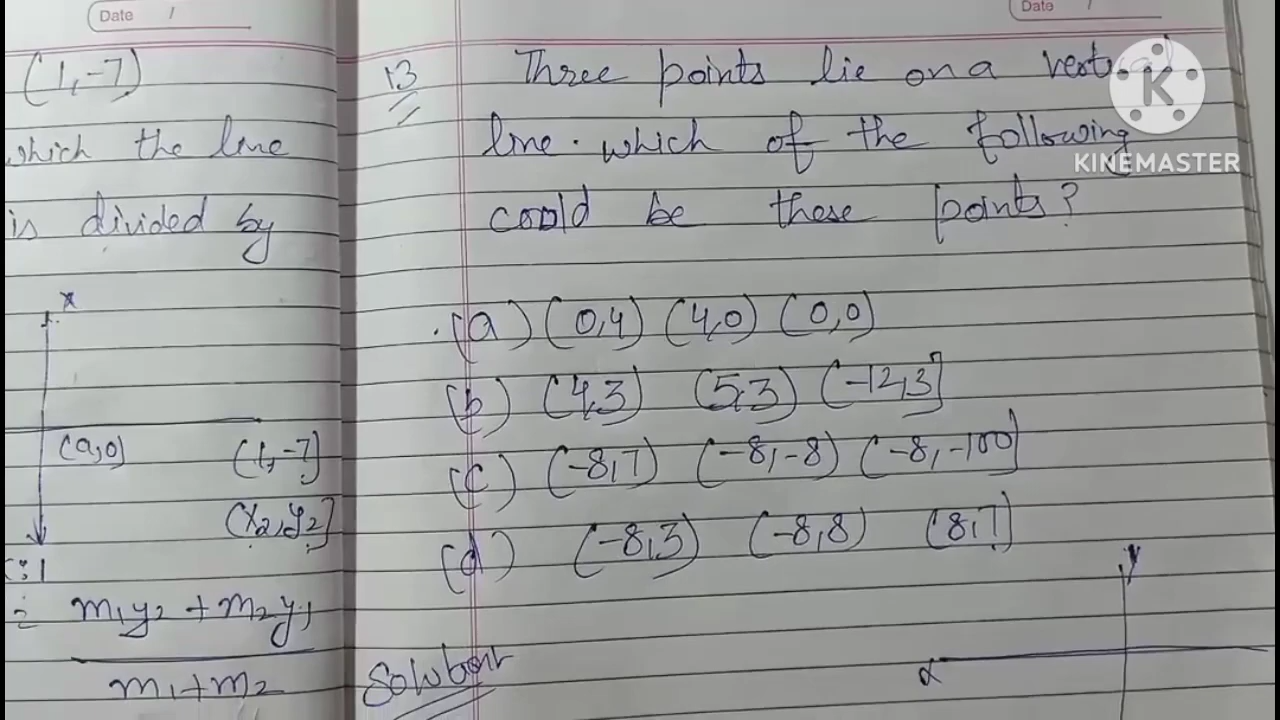 Date /
(1,-7)
which the line
is divided by
x
(a,0) (1,-7)
(x2,y2)
:1
= m1y2 + m2y1
m1+m2
Date /
13 Three points lie on a vertical
line. which of the following
could be these points?
(a) (0,4) (4,0) (0,0)
(b) (4,3) (5,3) (-12,3)
(c) (-8,7) (-8,-8) (-8,-100)
(d) (-8,3) (-8,8) (8,7)
Solution
y
x
K
KINEMASTER